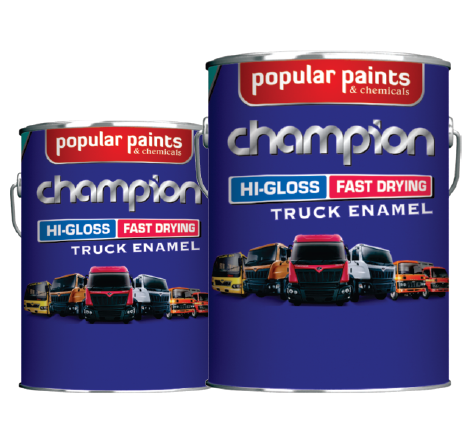 popular paints
& chemicals
champion
HI-GLOSS FAST DRYING
TRUCK ENAMEL
popular paints
& chemicals
champion
HI-GLOSS FAST DRYING
TRUCK ENAMEL